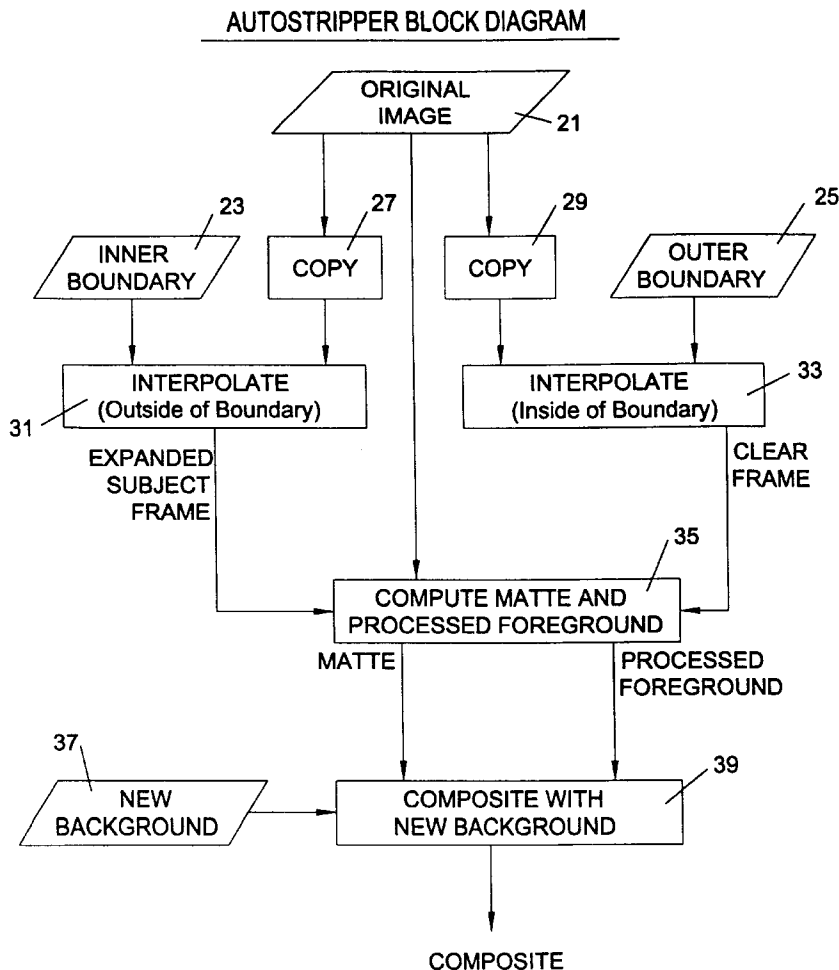 AUTOSTRIPPER BLOCK DIAGRAM
ORIGINAL
IMAGE
21
23
27
29
25
INNER
BOUNDARY
COPY
COPY
OUTER
BOUNDARY
INTERPOLATE
(Outside of Boundary)
31
INTERPOLATE
(Inside of Boundary)
33
EXPANDED
SUBJECT
FRAME
CLEAR
FRAME
35
COMPUTE MATTE AND
PROCESSED FOREGROUND
MATTE
PROCESSED
FOREGROUND
37
NEW
BACKGROUND
COMPOSITE WITH
NEW BACKGROUND
39
COMPOSITE